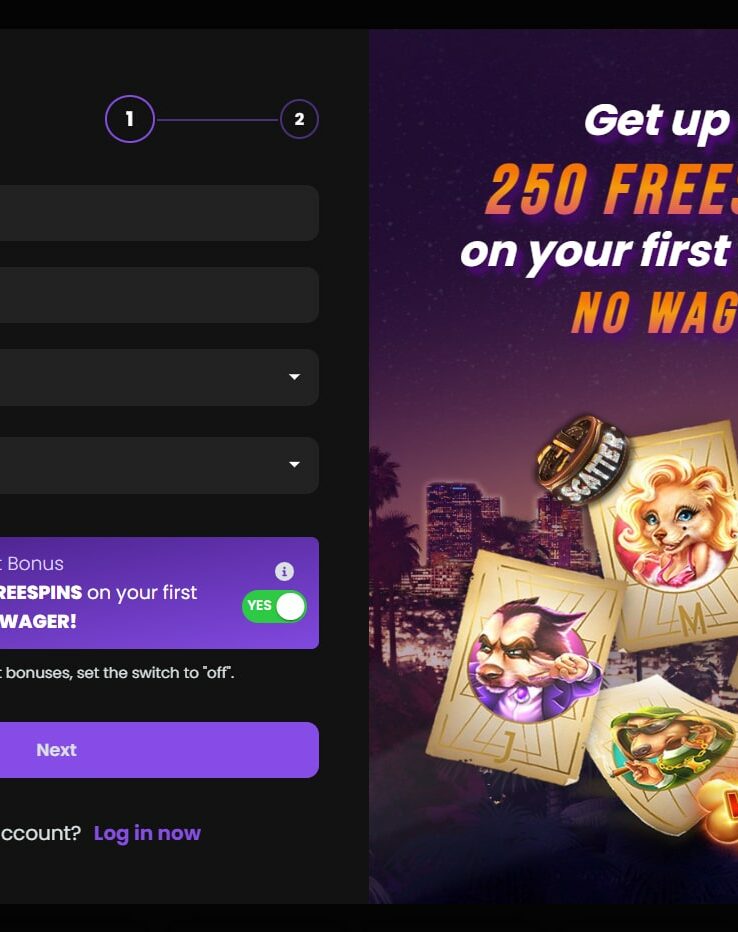 1
2
t Bonus
REESPINS on your first
WAGER!
YES
t bonuses, set the switch to "off".
Next
ccount? Log in now
Get up
250 FREES
on your first
NO WAG
SCATTER
M
J